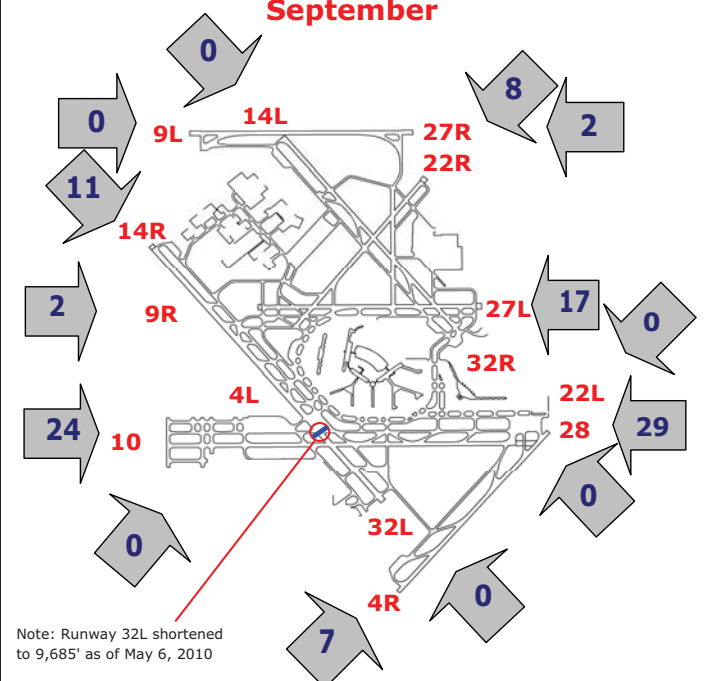 September
0
8
0
14L
2
9L
27R
22R
11
14R
2
9R
27L
17
0
32R
4L
22L
24
10
28
29
0
0
32L
4R
0
7
Note: Runway 32L shortened
to 9,685' as of May 6, 2010